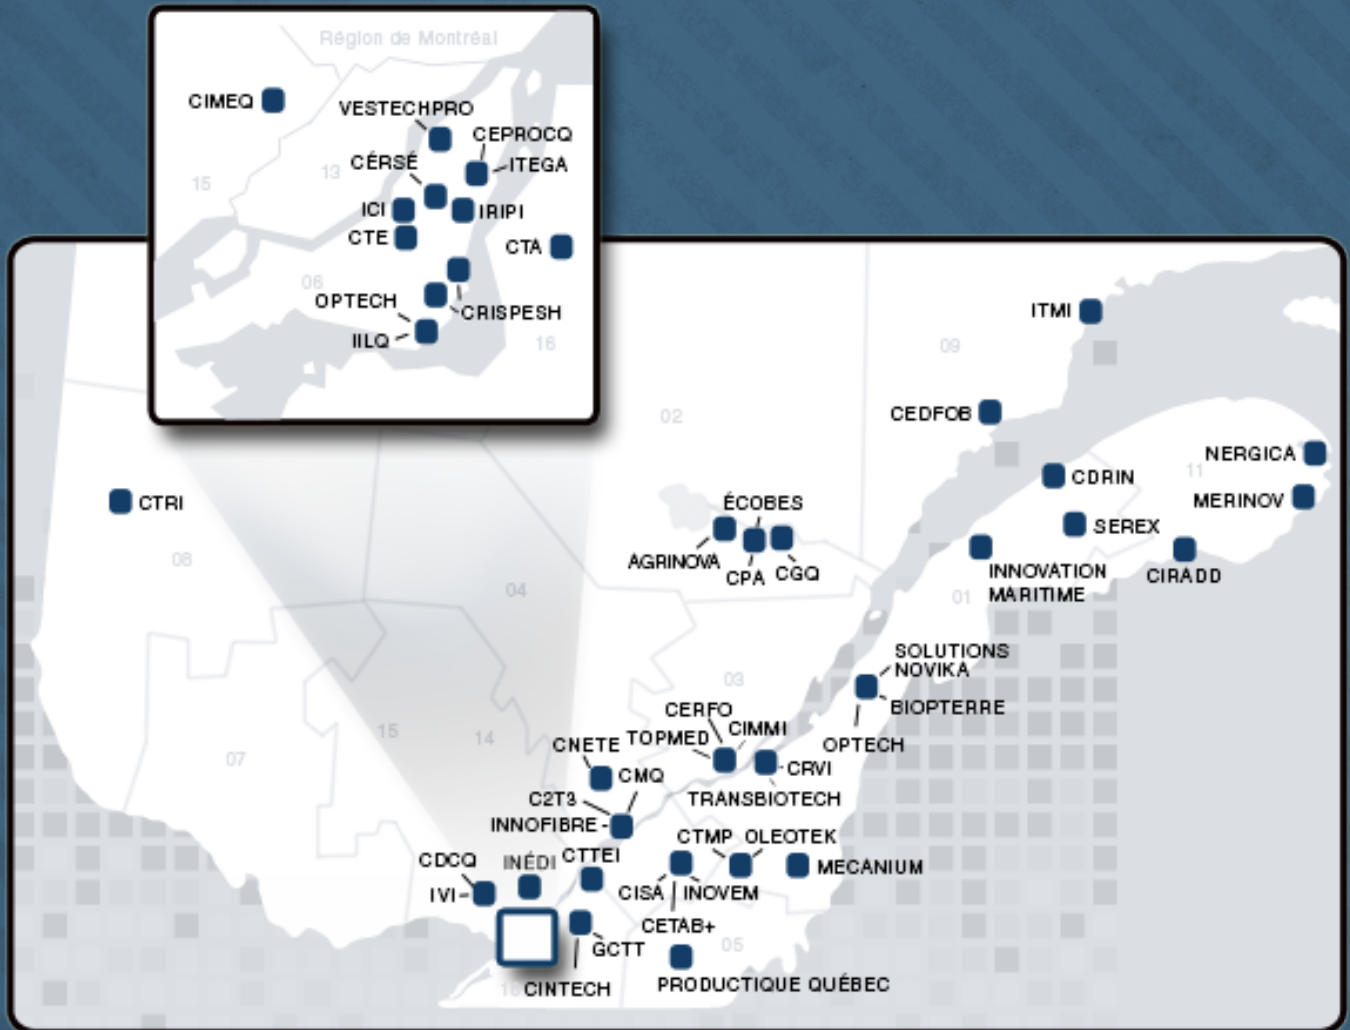 Région de Montréal
CIMEQ
VESTECHPRO
CEPROCQ
CÉRSÉ
ITEGA
13
15
ICI
IRIPI
CTE
CTA
06
OPTECH
CRISPESH
IILQ
16
ITMI
09
CEDFOB
02
NERGICA
CDRIN
11
MERINOV
CTRI
ÉCOBES
SEREX
AGRINOVA
CPA
CGQ
INNOVATION
MARITIME
CIRADD
08
04
01
SOLUTIONS
NOVIKA
03
BIOPTERRE
CERFO
CIMMI
TOPMED
OPTECH
15
14
CNETE
07
CMQ
CRVI
C2T3
TRANSBIOTECH
INNOFIBRE
CTMP
OLEOTEK
CDCQ
INÉDI
CTTEI
MECANIUM
IVI
CISA
INOVEM
CETAB+
GCTT
05
16
CINTECH
PRODUCTIQUE QUÉBEC